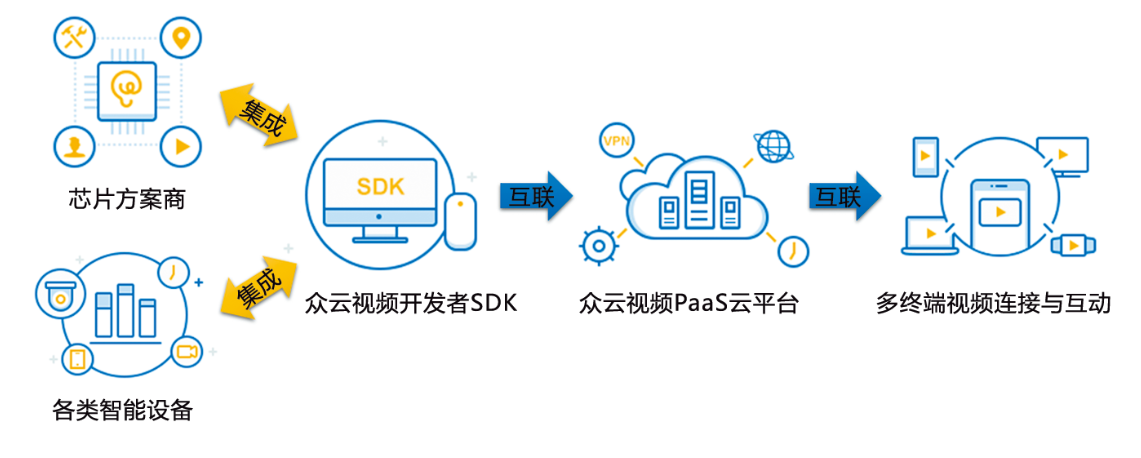 芯片方案商
集成
SDK
众云视频开发者SDK
互联
VPN
众云视频PaaS云平台
互联
多终端视频连接与互动
集成
各类智能设备